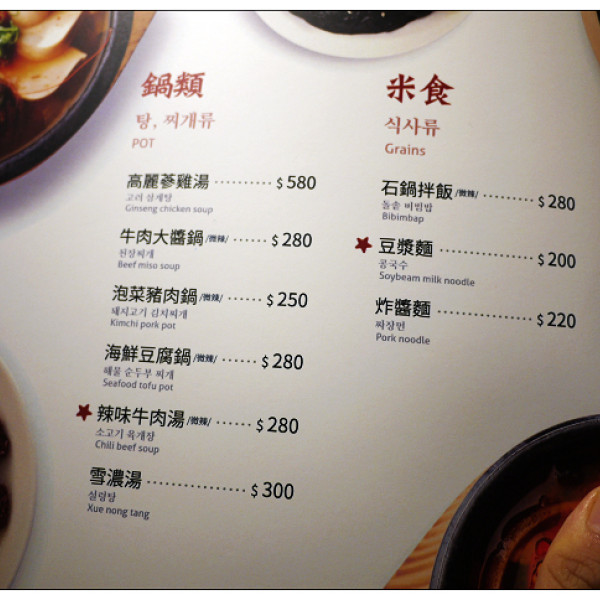 鍋類
탕, 찌개류
POT
高麗蔘雞湯 ·········· $ 580
고려 삼계탕
Ginseng chicken soup
牛肉大醬鍋 /微辣/ ······ $ 280
된장찌개
Beef miso soup
泡菜豬肉鍋 /微辣/ ······ $ 250
돼지고기 김치찌개
Kimchi pork pot
海鮮豆腐鍋 /微辣/ ······ $ 280
해물 순두부 찌개
Seafood tofu pot
★ 辣味牛肉湯 /微辣/ ······ $ 280
소고기 육개장
Chili beef soup
雪濃湯 ················ $ 300
설렁탕
Xue nong tang
米食
식사류
Grains
石鍋拌飯 /微辣/ ········ $ 280
돌솥 비빔밥
Bibimbap
★ 豆漿麵 ··············· $ 200
콩국수
Soybeam milk noodle
炸醬麵 ··············· $ 220
짜장면
Pork noodle